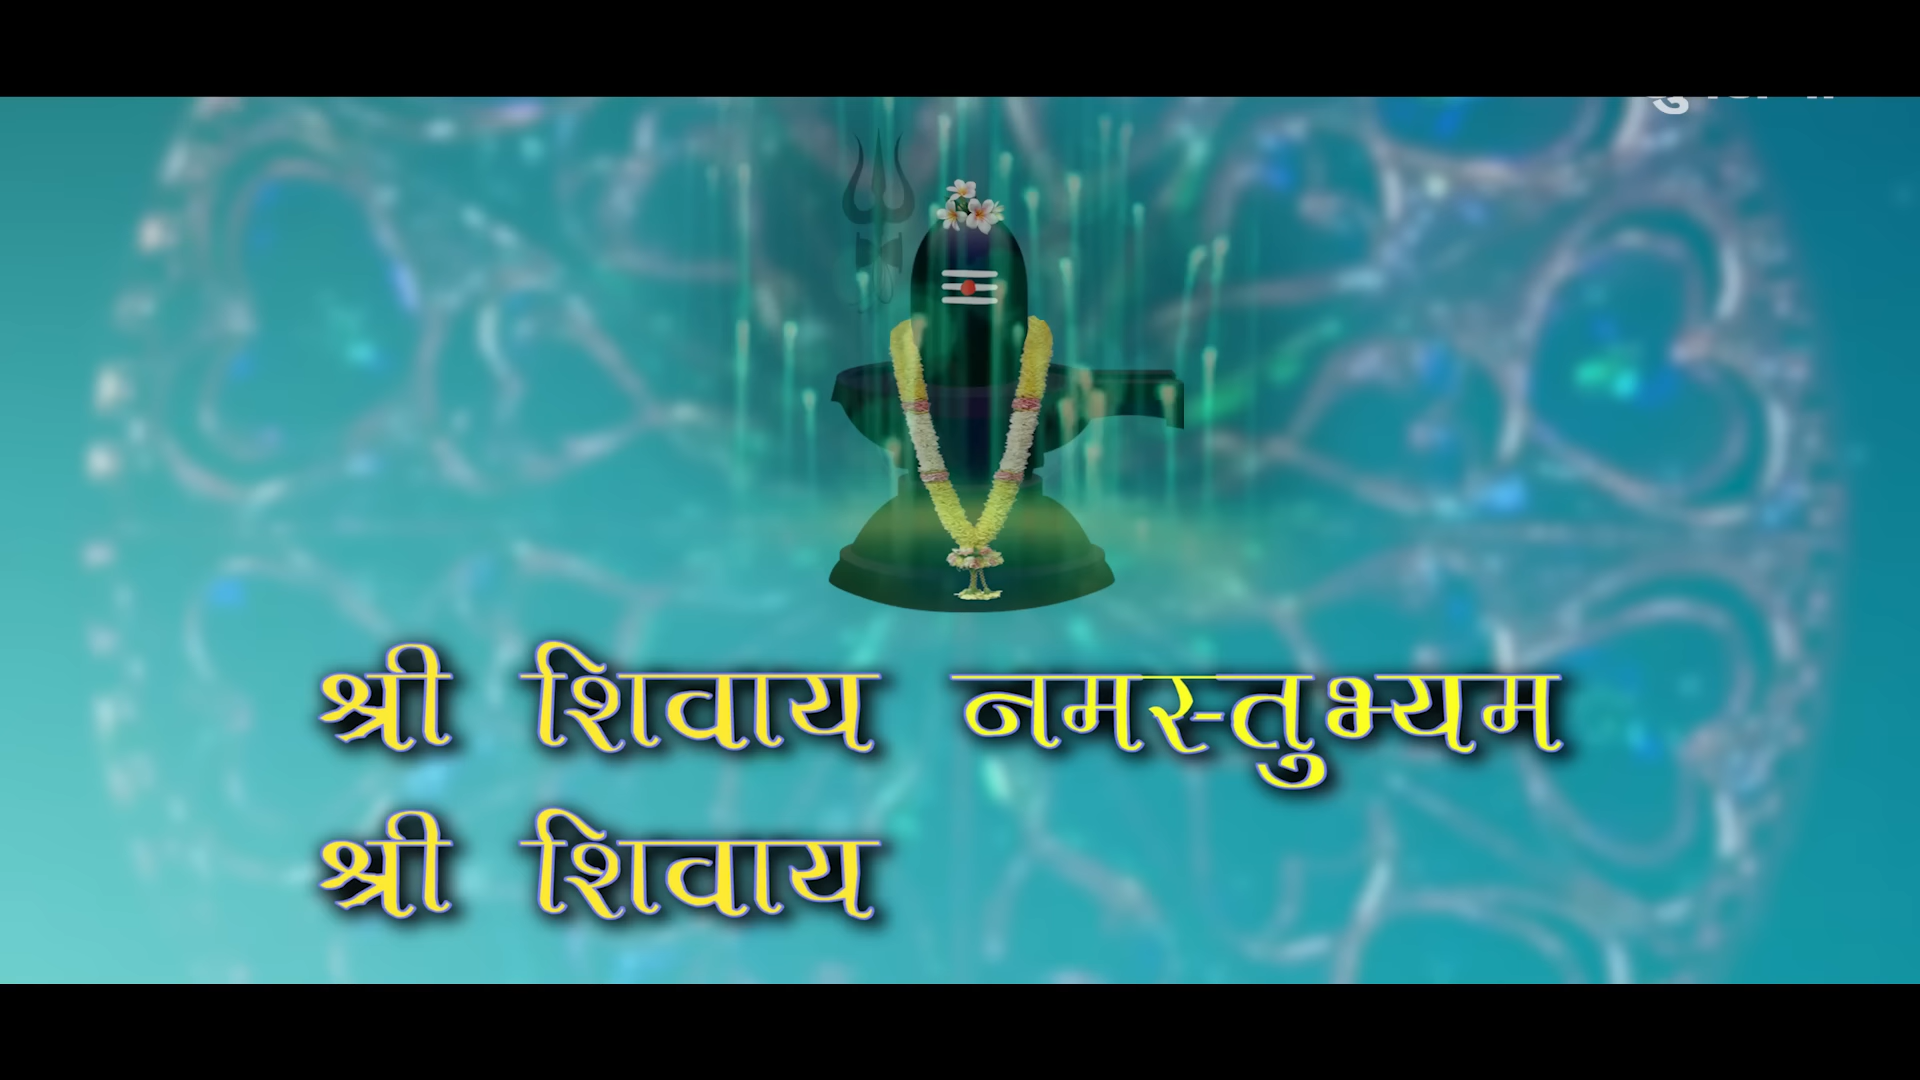 श्री शिवाय नमस्तुभ्यम
श्री शिवाय